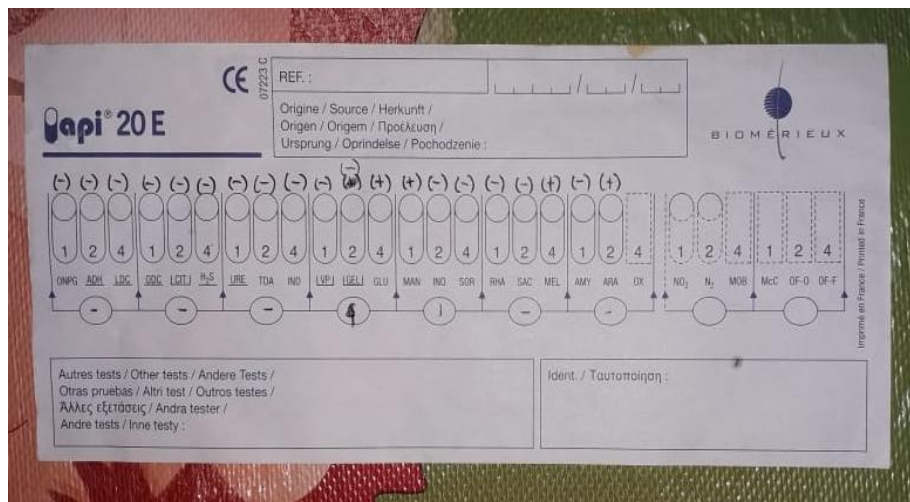 CE
07223 C
REF. :
api® 20 E
Origine / Source / Herkunft /
Origen / Origem / Προέλευση /
Ursprung / Oprindelse / Pochodzenie :
BIOMÉRIEUX
(-) (-) (-) (-) (-) (-) (-) (-) (-) (-) (-) (+) (+) (-) (-) (-) (-) (+) (-) (+)
1 2 4 1 2 4 1 2 4 1 2 4 1 2 4 1 2 4 1 2 4 1 2 4 1 2 4
ONPG ADH LDC ODC |CIT| H₂S URE TDA IND |VP| |GEL| GLU MAN INO SOR RHA SAC MEL AMY ARA OX NO₂ N₂ MOB McC OF-O OF-F
- - - 4 1 - -
Imprimé en France / Printed in France
Autres tests / Other tests / Andere Tests /
Otras pruebas / Altri test / Outros testes /
Άλλες εξετάσεις / Andra tester /
Andre tests / Inne testy :
Ident. / Ταυτοποίηση :